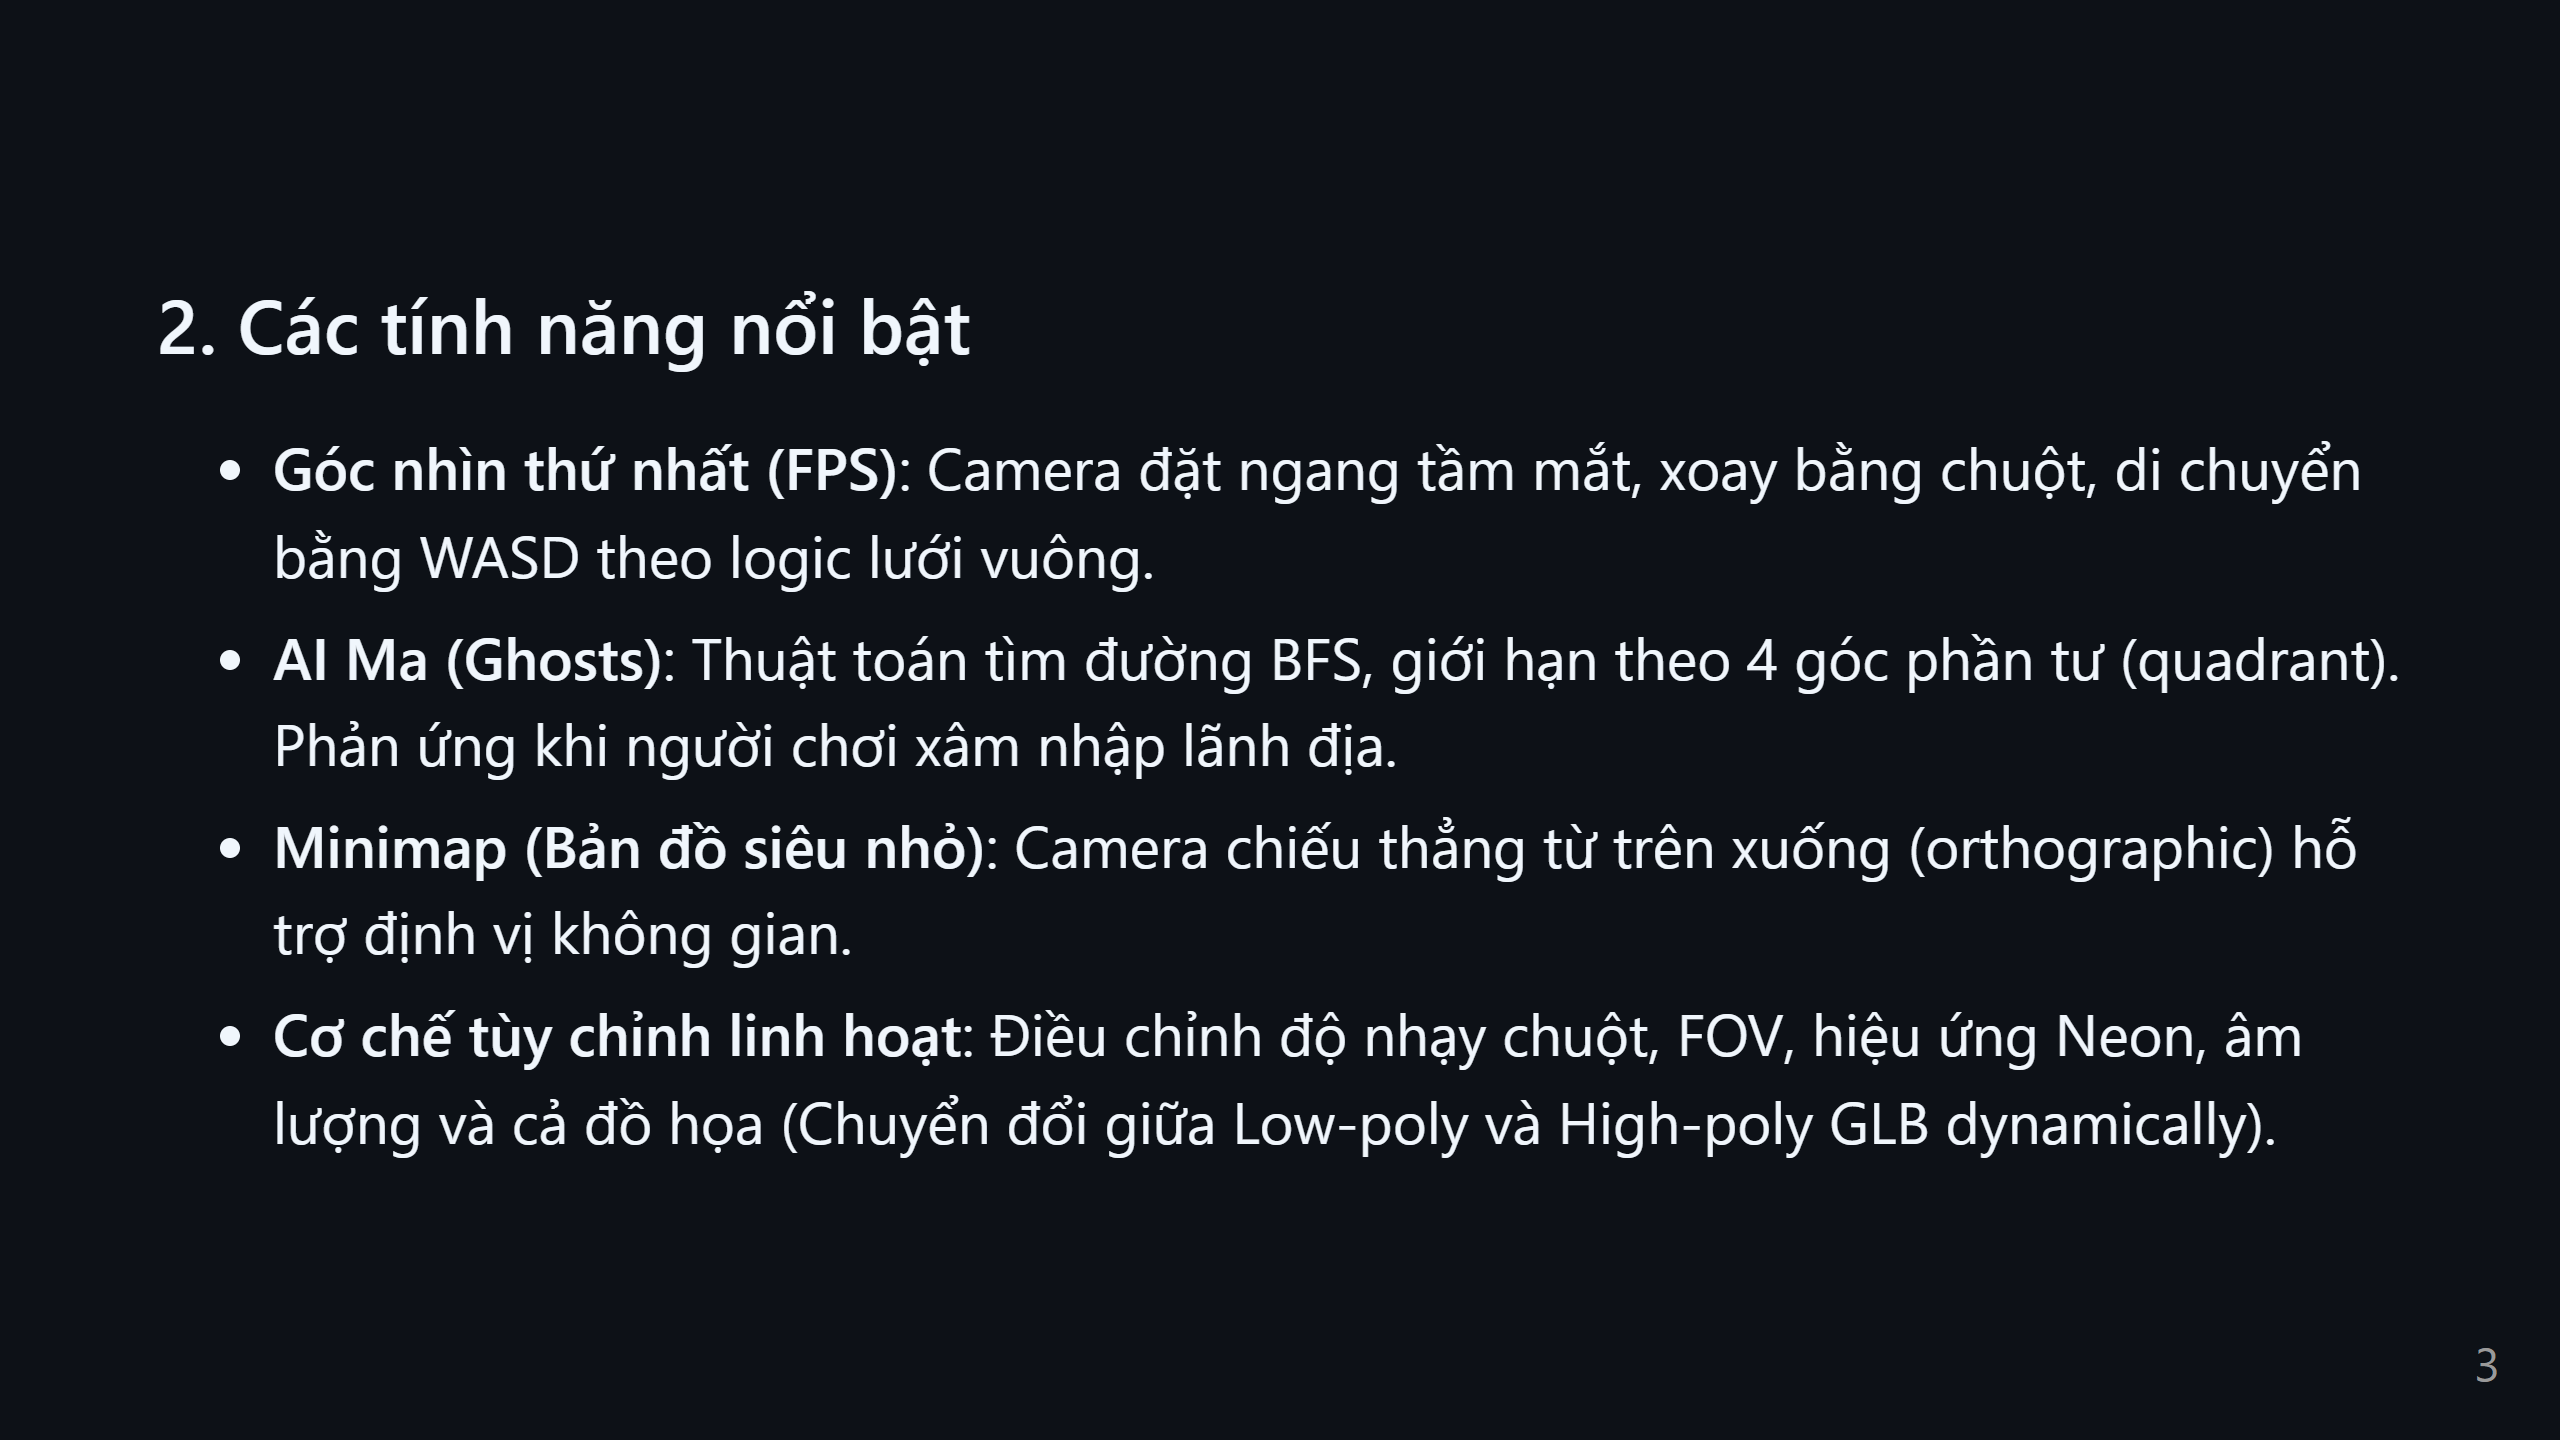 2. Các tính năng nổi bật
• Góc nhìn thứ nhất (FPS): Camera đặt ngang tầm mắt, xoay bằng chuột, di chuyển
bằng WASD theo logic lưới vuông.
• AI Ma (Ghosts): Thuật toán tìm đường BFS, giới hạn theo 4 góc phần tư (quadrant).
Phản ứng khi người chơi xâm nhập lãnh địa.
• Minimap (Bản đồ siêu nhỏ): Camera chiếu thẳng từ trên xuống (orthographic) hỗ
trợ định vị không gian.
• Cơ chế tùy chỉnh linh hoạt: Điều chỉnh độ nhạy chuột, FOV, hiệu ứng Neon, âm
lượng và cả đồ họa (Chuyển đổi giữa Low-poly và High-poly GLB dynamically).
3